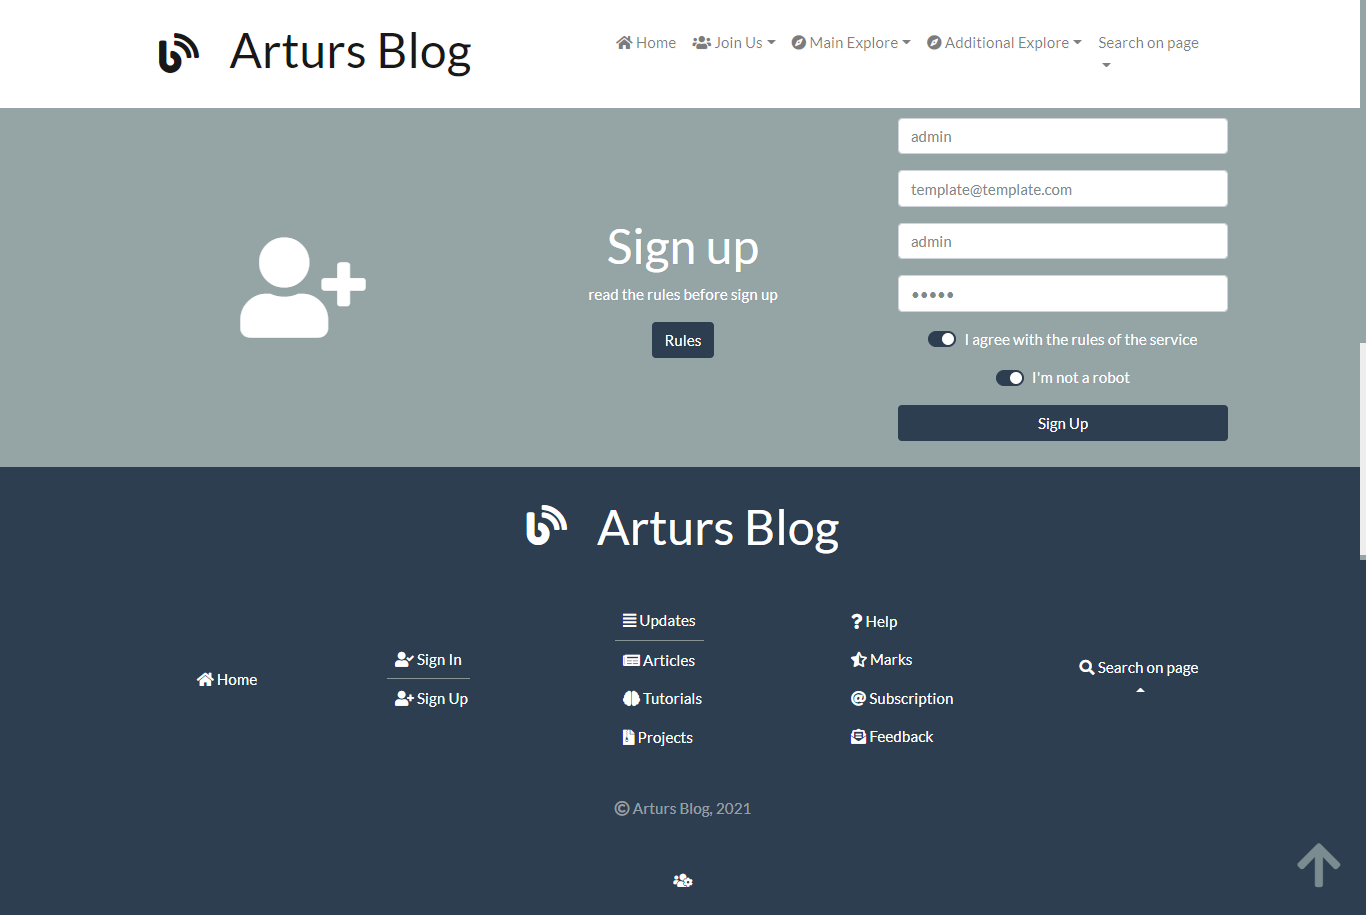 Arturs Blog
Home
Join Us
Main Explore
Additional Explore
Search on page
admin
template@template.com
admin
•••••
Sign up
read the rules before sign up
Rules
I agree with the rules of the service
I'm not a robot
Sign Up
Arturs Blog
Home
Sign In
Sign Up
Updates
Articles
Tutorials
Projects
Help
Marks
Subscription
Feedback
Search on page
© Arturs Blog, 2021